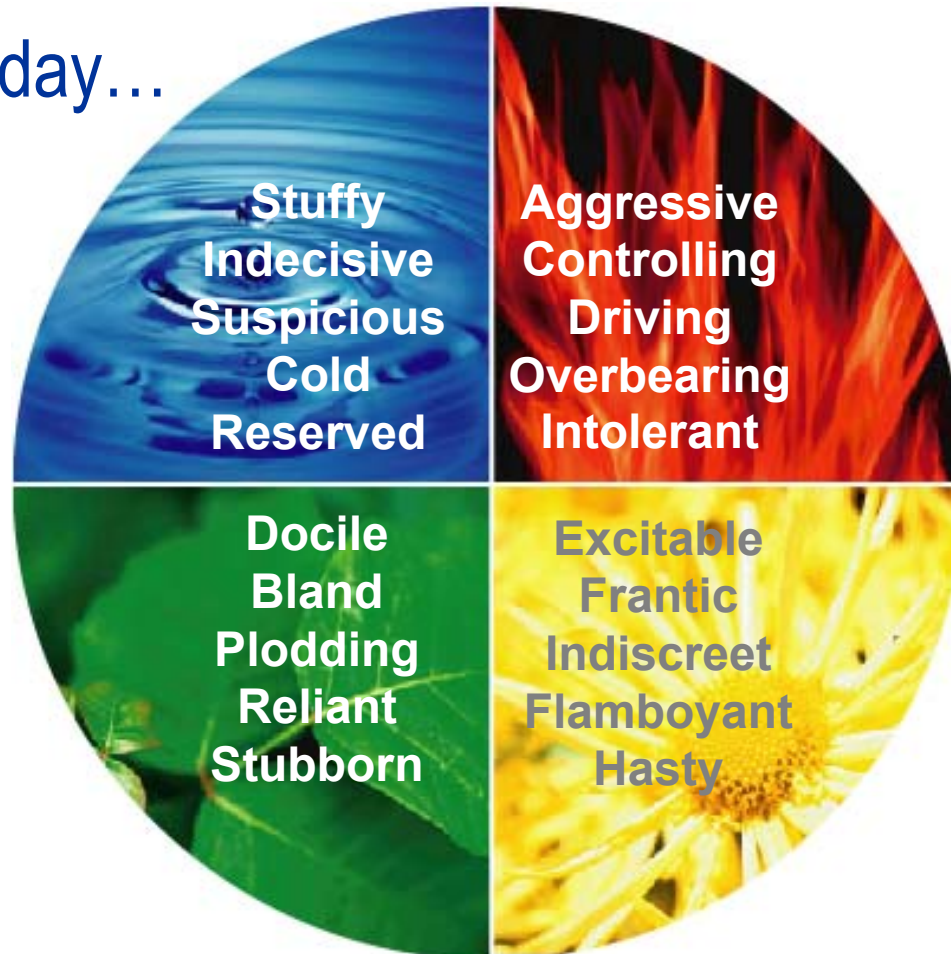 day…
Stuffy
Indecisive
Suspicious
Cold
Reserved
Aggressive
Controlling
Driving
Overbearing
Intolerant
Docile
Bland
Plodding
Reliant
Stubborn
Excitable
Frantic
Indiscreet
Flamboyant
Hasty